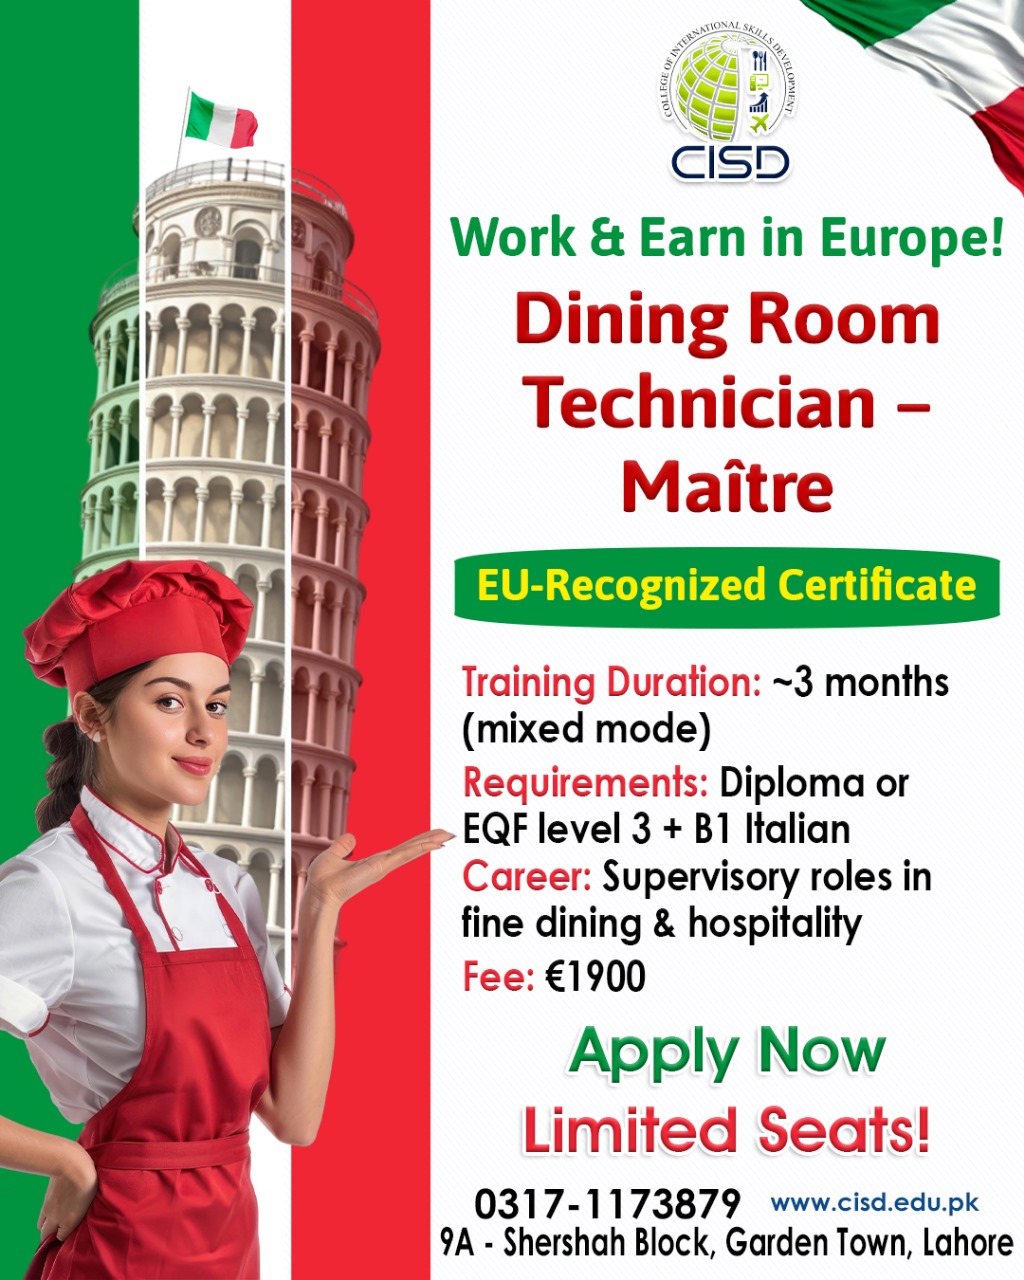 COLLEGE OF INTERNATIONAL SKILLS DEVELOPMENT
CISD
Work & Earn in Europe!
Dining Room
Technician –
Maître
EU-Recognized Certificate
Training Duration: ~3 months
(mixed mode)
Requirements: Diploma or
EQF level 3 + B1 Italian
Career: Supervisory roles in
fine dining & hospitality
Fee: €1900
Apply Now
Limited Seats!
0317-1173879 www.cisd.edu.pk
9A - Shershah Block, Garden Town, Lahore